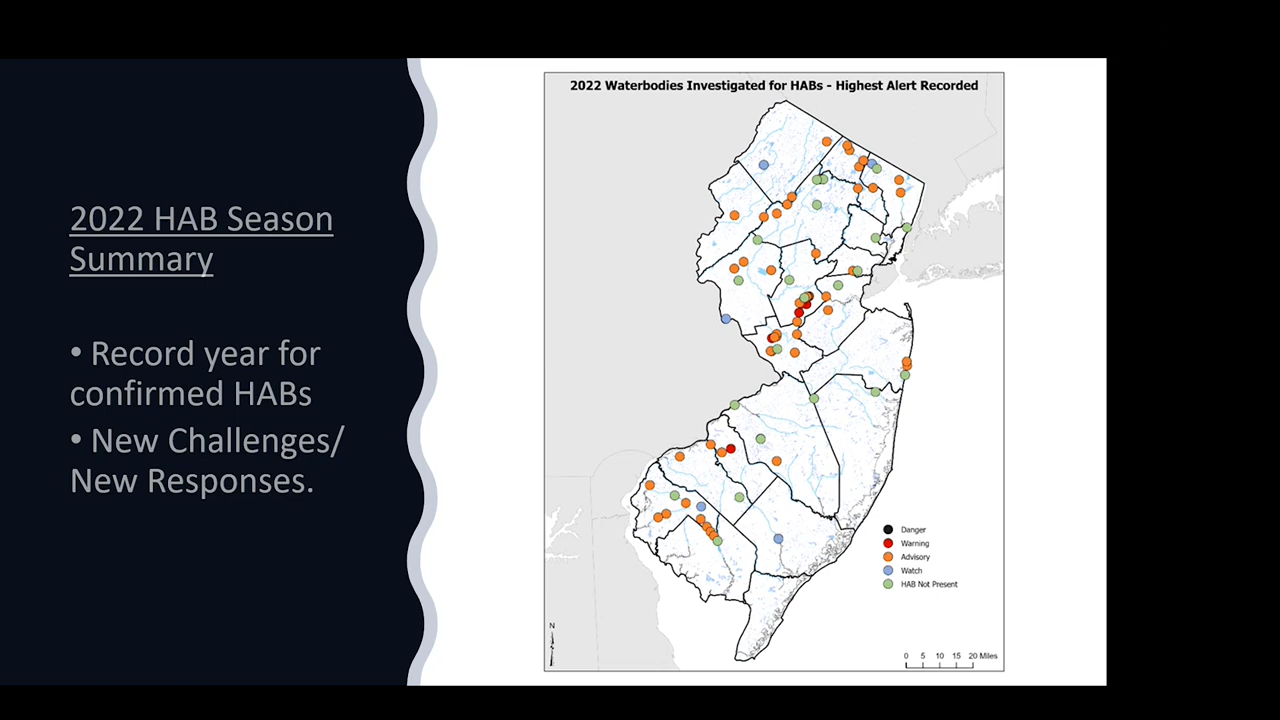 2022 HAB Season
Summary
• Record year for
confirmed HABs
• New Challenges/
New Responses.
2022 Waterbodies Investigated for HABs - Highest Alert Recorded
Danger
Warning
Advisory
Watch
HAB Not Present
N
0 5 10 15 20 Miles